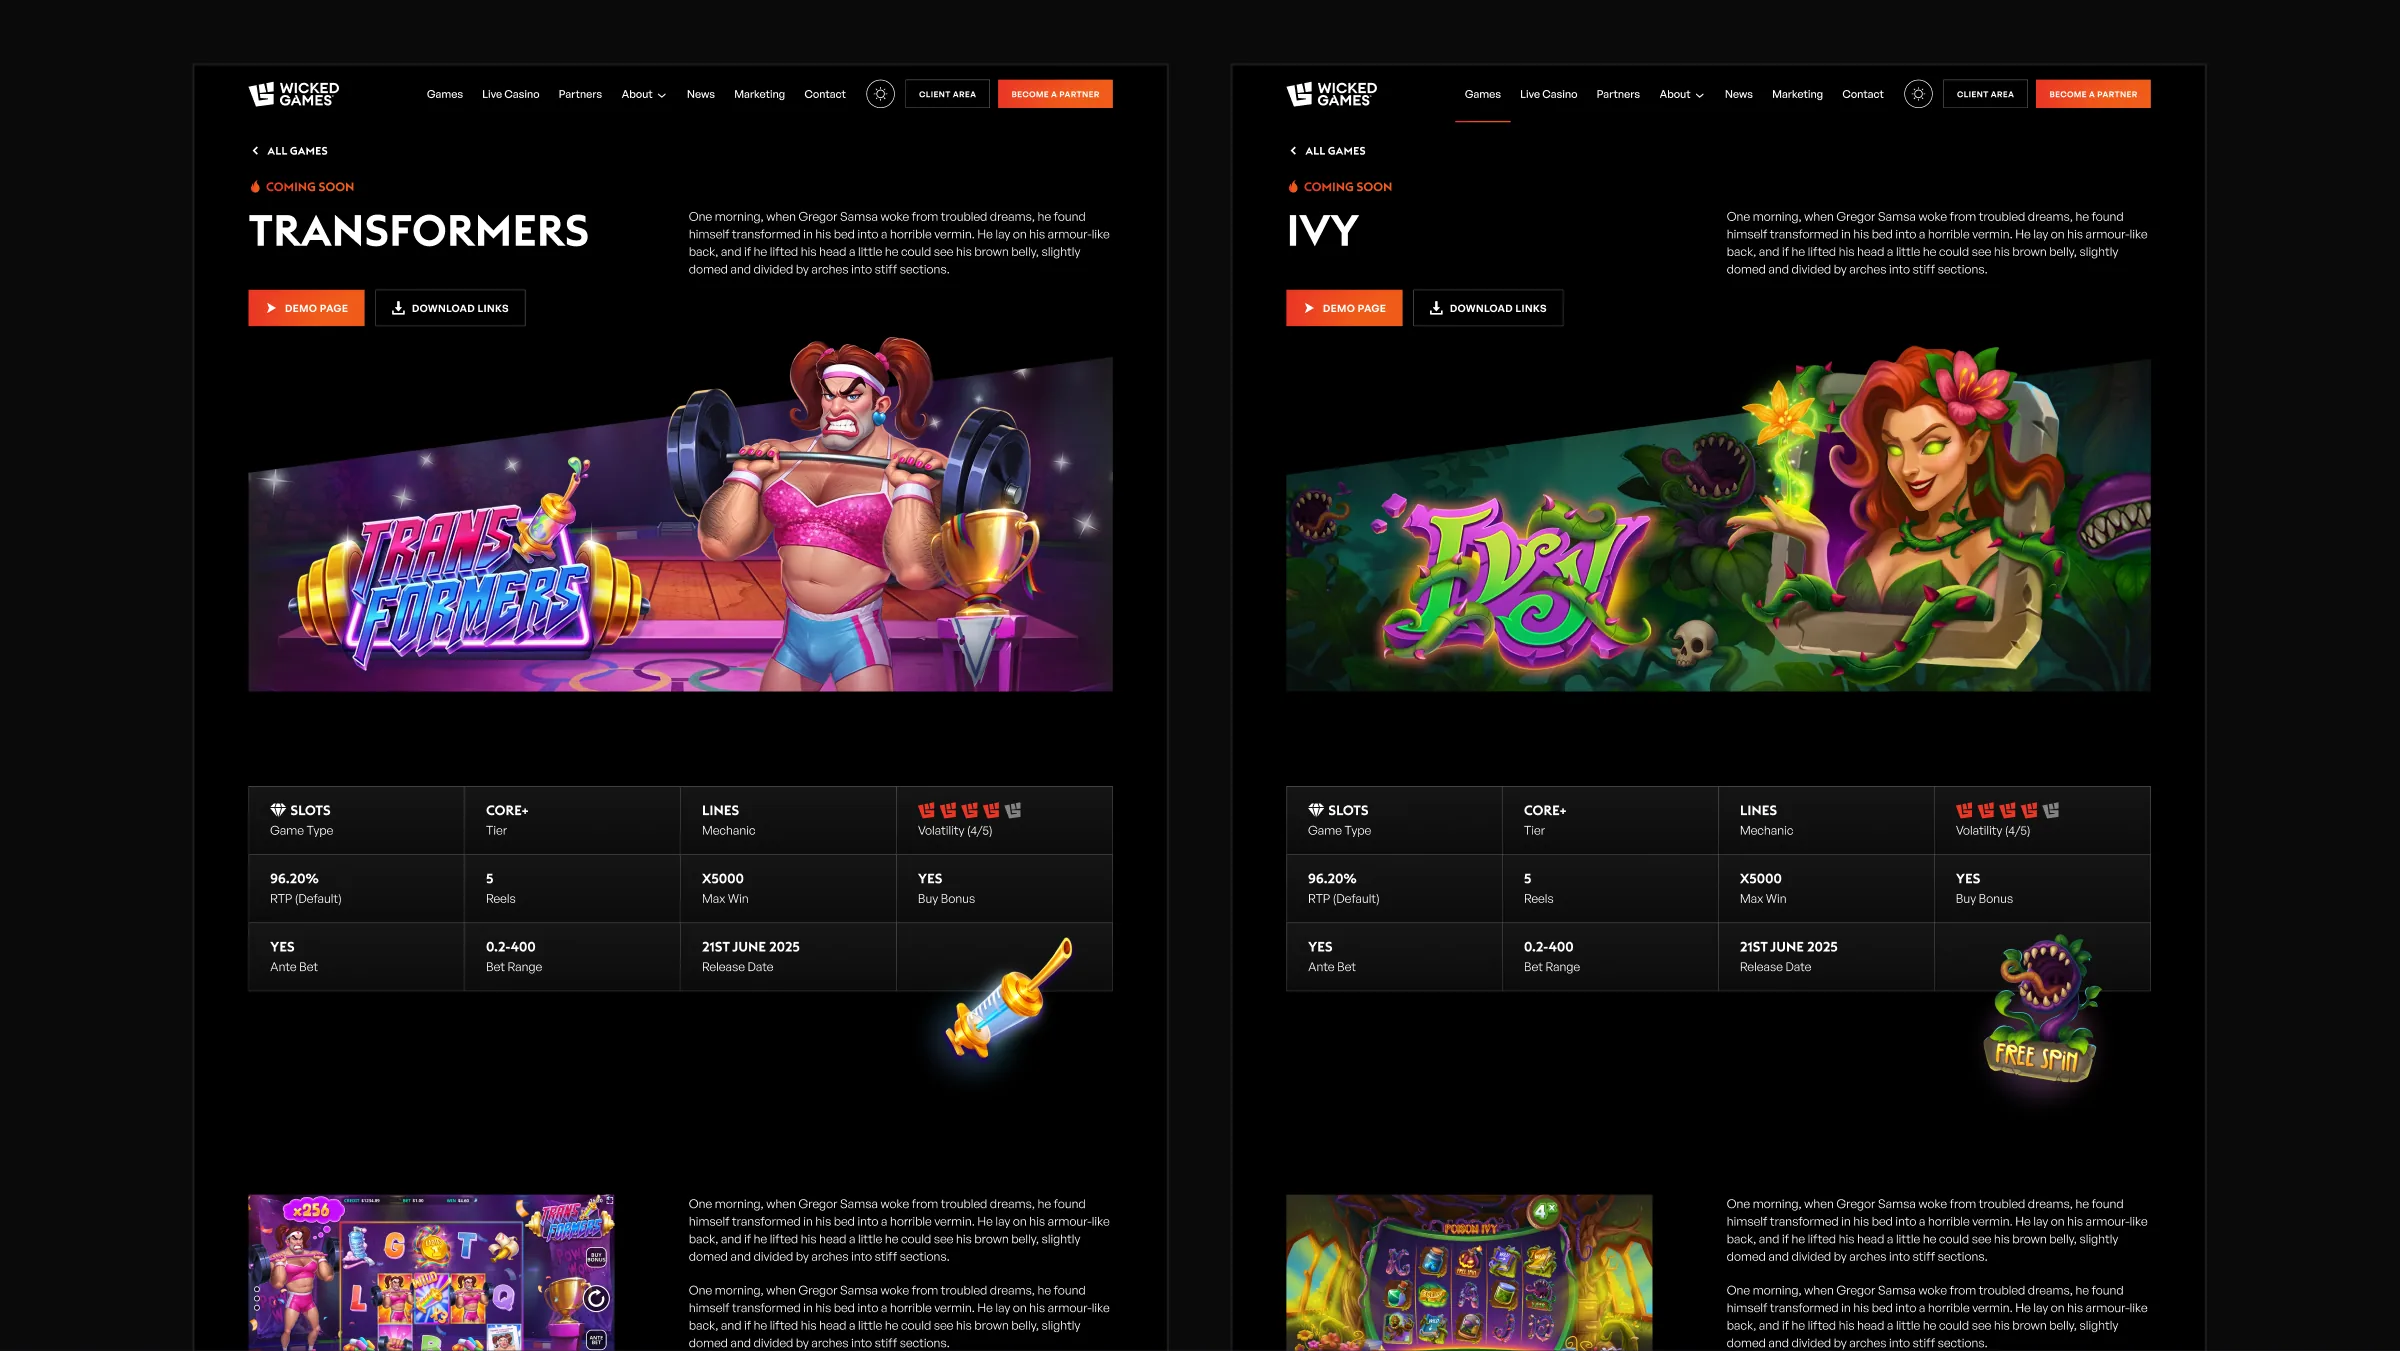 WICKED
GAMES
Games Live Casino Partners About News Marketing Contact CLIENT AREA BECOME A PARTNER
ALL GAMES
COMING SOON
TRANSFORMERS
One morning, when Gregor Samsa woke from troubled dreams, he found
himself transformed in his bed into a horrible vermin. He lay on his armour-like
back, and if he lifted his head a little he could see his brown belly, slightly
domed and divided by arches into stiff sections.
DEMO PAGE DOWNLOAD LINKS
TRANS
FORMERS
SLOTS
Game Type
CORE+
Tier
LINES
Mechanic
Volatility (4/5)
96.20%
RTP (Default)
5
Reels
X5000
Max Win
YES
Buy Bonus
YES
Ante Bet
0.2-400
Bet Range
21ST JUNE 2025
Release Date
x256
TRANS
FORMERS
G T
BUY
BONUS
L WILD Q
ANTE
BET
One morning, when Gregor Samsa woke from troubled dreams, he found
himself transformed in his bed into a horrible vermin. He lay on his armour-like
back, and if he lifted his head a little he could see his brown belly, slightly
domed and divided by arches into stiff sections.
One morning, when Gregor Samsa woke from troubled dreams, he found
himself transformed in his bed into a horrible vermin. He lay on his armour-like
back, and if he lifted his head a little he could see his brown belly, slightly
domed and divided by arches into stiff sections.
WICKED
GAMES
Games Live Casino Partners About News Marketing Contact CLIENT AREA BECOME A PARTNER
ALL GAMES
COMING SOON
IVY
One morning, when Gregor Samsa woke from troubled dreams, he found
himself transformed in his bed into a horrible vermin. He lay on his armour-like
back, and if he lifted his head a little he could see his brown belly, slightly
domed and divided by arches into stiff sections.
DEMO PAGE DOWNLOAD LINKS
IVY
SLOTS
Game Type
CORE+
Tier
LINES
Mechanic
Volatility (4/5)
96.20%
RTP (Default)
5
Reels
X5000
Max Win
YES
Buy Bonus
YES
Ante Bet
0.2-400
Bet Range
21ST JUNE 2025
Release Date
FREE SPIN
4x
POISON IVY
One morning, when Gregor Samsa woke from troubled dreams, he found
himself transformed in his bed into a horrible vermin. He lay on his armour-like
back, and if he lifted his head a little he could see his brown belly, slightly
domed and divided by arches into stiff sections.
One morning, when Gregor Samsa woke from troubled dreams, he found
himself transformed in his bed into a horrible vermin. He lay on his armour-like
back, and if he lifted his head a little he could see his brown belly, slightly
domed and divided by arches into stiff sections.